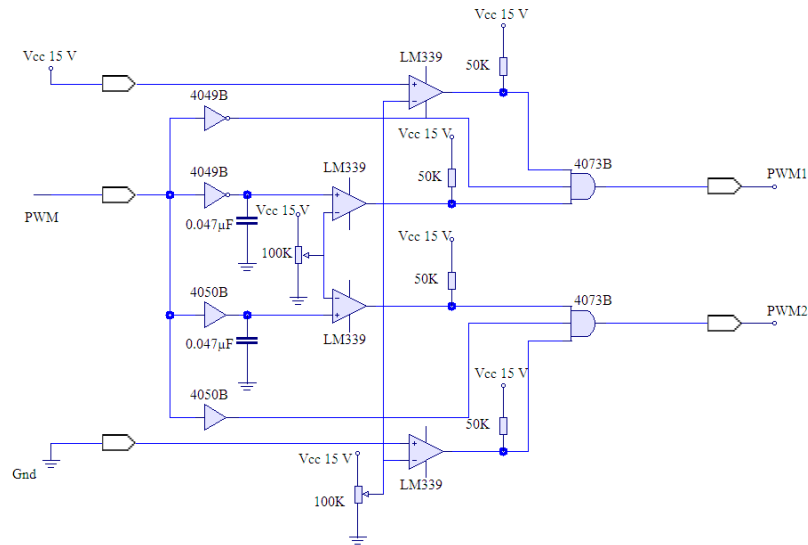 Vcc 15 V
Vcc 15 V
LM339
50K
4049B
Vcc 15 V
4049B
LM339
50K
4073B
PWM1
PWM
Vcc 15 V
0.047µF
100K
Vcc 15 V
50K
4050B
4073B
PWM2
0.047µF
LM339
Vcc 15 V
4050B
50K
Vcc 15 V
LM339
Gnd
100K